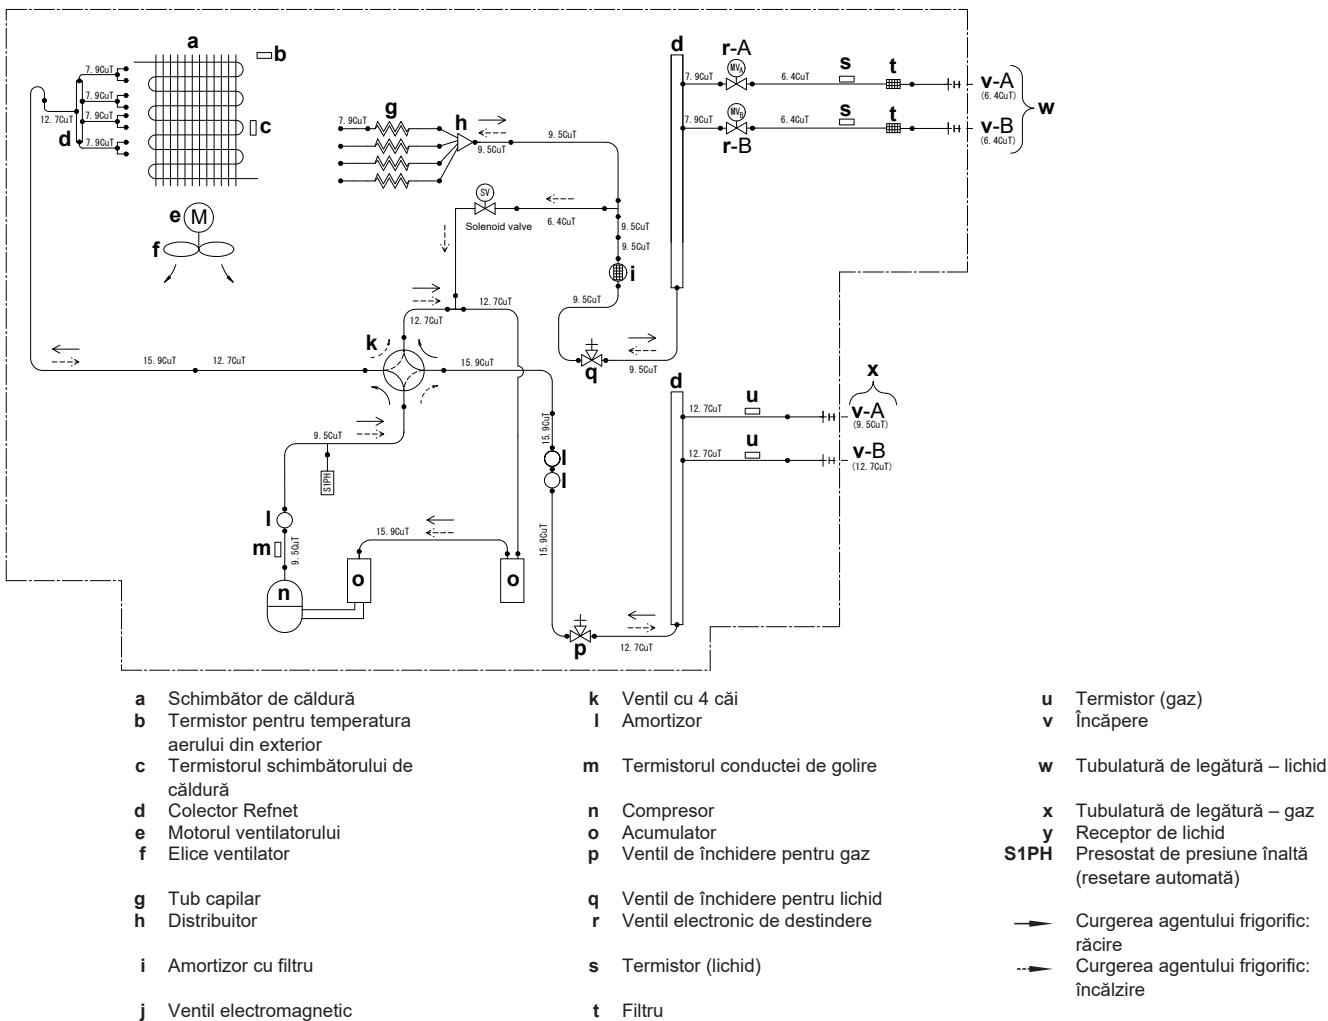 a
b
7.9CuT
7.9CuT
12.7CuT
7.9CuT
c
d
7.9CuT
e M
f
g
7.9CuT
h
9.5CuT
9.5CuT
SV
Solenoid valve
6.4CuT
9.5CuT
9.5CuT
i
9.5CuT
q
9.5CuT
d
r-A
7.9CuT
MVA
6.4CuT
s
t
v-A
(6.4CuT)
7.9CuT
MVB
r-B
6.4CuT
s
t
v-B
(6.4CuT)
w
12.7CuT
12.7CuT
k
15.9CuT
12.7CuT
15.9CuT
9.5CuT
S1PH
l
m
9.5CuT
n
15.9CuT
o
o
15.9CuT
l
l
15.9CuT
p
12.7CuT
d
12.7CuT
u
x
v-A
(9.5CuT)
12.7CuT
u
v-B
(12.7CuT)
a Schimbător de căldură
b Termistor pentru temperatura
aerului din exterior
c Termistorul schimbătorului de
căldură
d Colector Refnet
e Motorul ventilatorului
f Elice ventilator
g Tub capilar
h Distribuitor
i Amortizor cu filtru
j Ventil electromagnetic
k Ventil cu 4 căi
l Amortizor
m Termistorul conductei de golire
n Compresor
o Acumulator
p Ventil de închidere pentru gaz
q Ventil de închidere pentru lichid
r Ventil electronic de destindere
s Termistor (lichid)
t Filtru
u Termistor (gaz)
v Încăpere
w Tubulatură de legătură – lichid
x Tubulatură de legătură – gaz
y Receptor de lichid
S1PH Presostat de presiune înaltă
(resetare automată)
Curgerea agentului frigorific:
răcire
Curgerea agentului frigorific:
încălzire